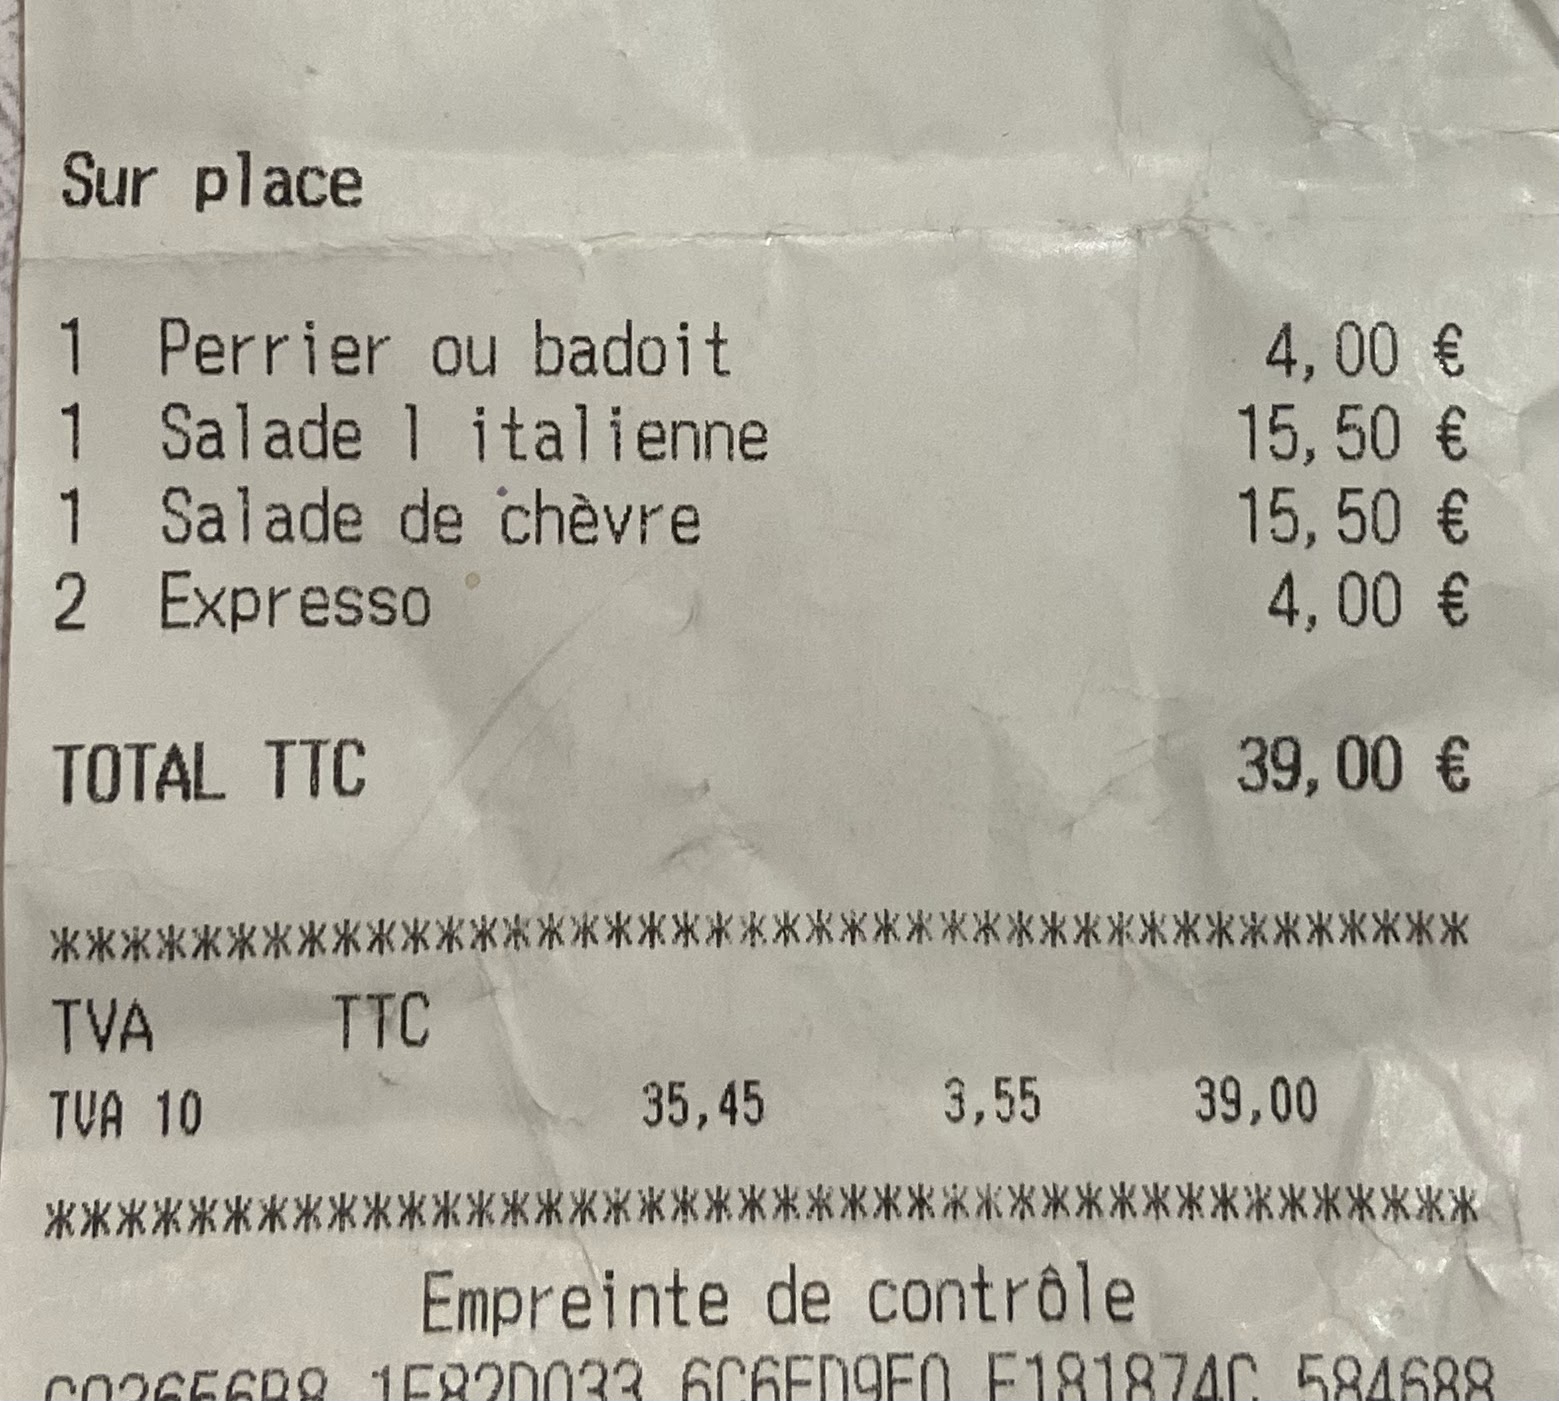 Sur place
1 Perrier ou badoit 4,00 €
1 Salade l italienne 15,50 €
1 Salade de chèvre 15,50 €
2 Expresso 4,00 €
TOTAL TTC 39,00 €
******************************************
TVA TTC
TVA 10 35,45 3,55 39,00
******************************************
Empreinte de contrôle
584688